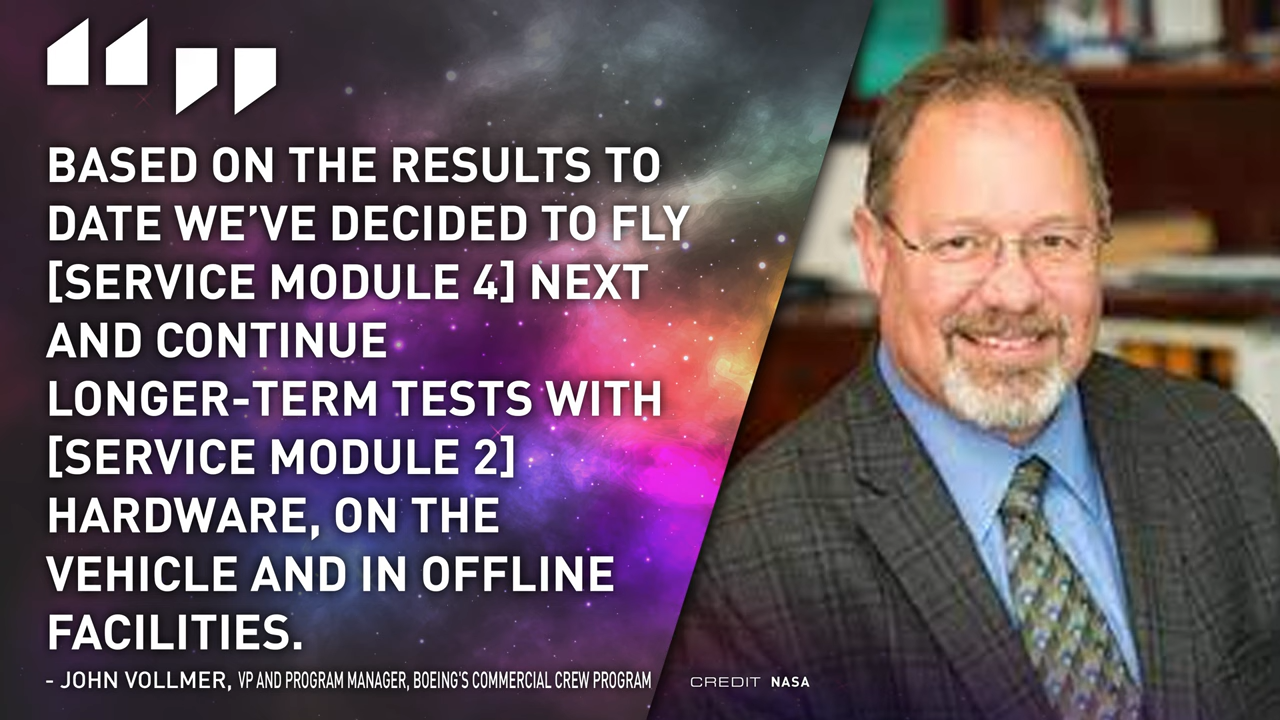 BASED ON THE RESULTS TO
DATE WE’VE DECIDED TO FLY
[SERVICE MODULE 4] NEXT
AND CONTINUE
LONGER-TERM TESTS WITH
[SERVICE MODULE 2]
HARDWARE, ON THE
VEHICLE AND IN OFFLINE
FACILITIES.
- JOHN VOLLMER, VP AND PROGRAM MANAGER, BOEING'S COMMERCIAL CREW PROGRAM
CREDIT NASA